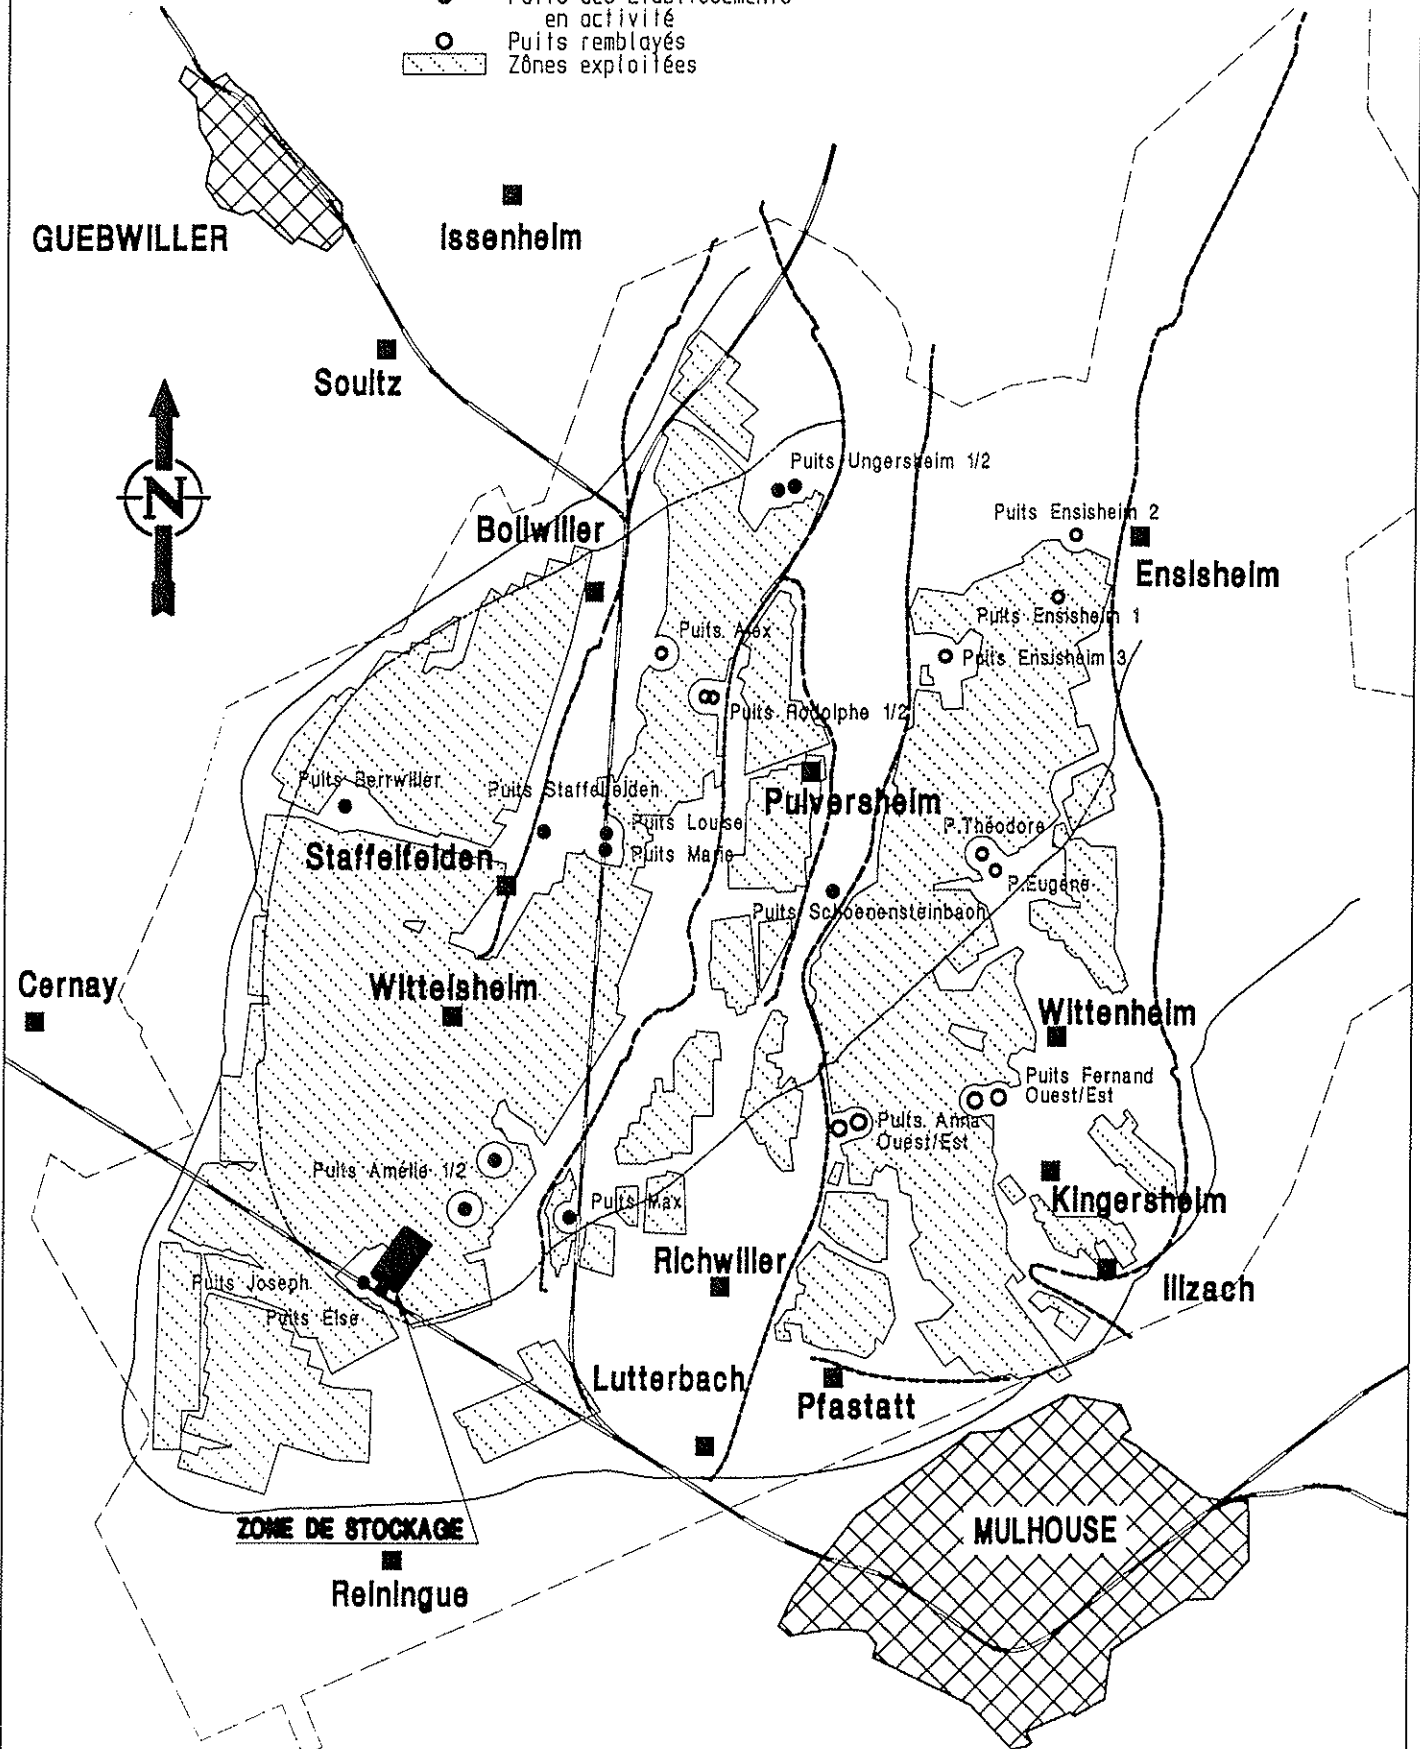 Puits des Etablissements
en activité
Puits remblayés
Zônes exploitées
GUEBWILLER
Issenheim
Soultz
N
Puits Ungersheim 1/2
Puits Ensisheim 2
Bollwiller
Ensisheim
Puits Ensisheim 1
Puits Alex
Puits Ensisheim 3
Puits Rodolphe 1/2
Puits Berrwiller
Puits Staffelfelden
Pulversheim
Puits Louise
P.Théodore
Puits Marie
Staffelfelden
P.Eugène
Puits Schoenensteinbach
Cernay
Wittelsheim
Wittenheim
Puits Fernand
Ouest/Est
Puits Anna
Ouest/Est
Puits Amélie 1/2
Kingersheim
Puits Max
Richwiller
Puits Joseph
Illzach
Puits Else
Lutterbach
Pfastatt
ZONE DE STOCKAGE
MULHOUSE
Reiningue